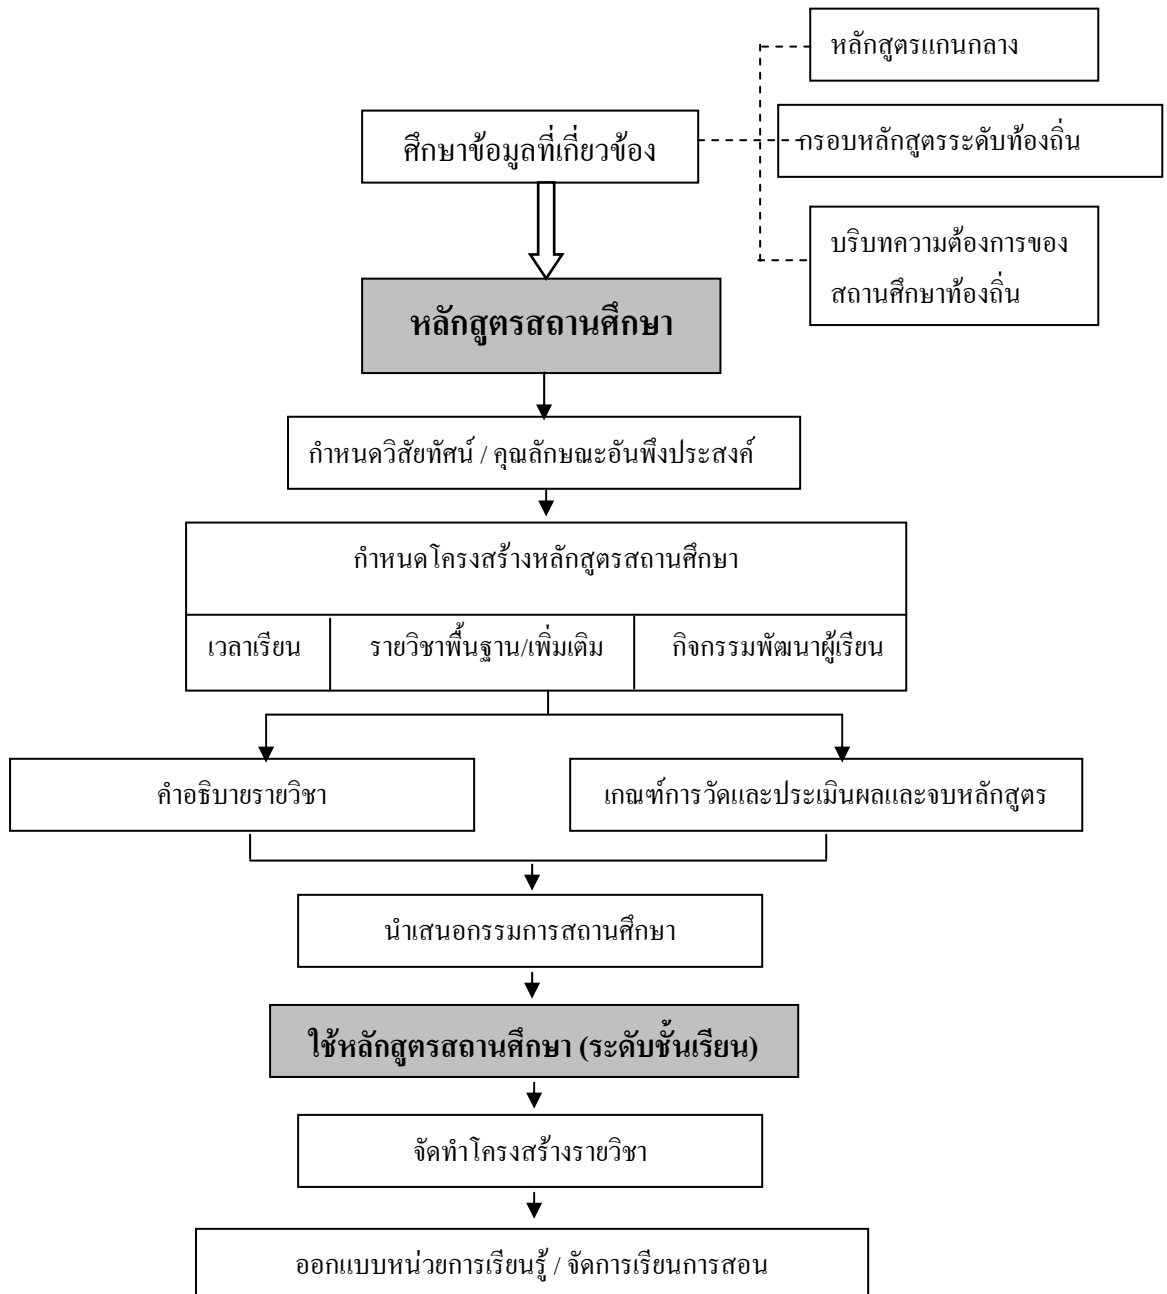 หลักสูตรแกนกลาง
ศึกษาข้อมูลที่เกี่ยวข้อง
กรอบหลักสูตรระดับท้องถิ่น
บริบทความต้องการของ
สถานศึกษาท้องถิ่น
หลักสูตรสถานศึกษา
กำหนดวิสัยทัศน์ / คุณลักษณะอันพึงประสงค์
กำหนดโครงสร้างหลักสูตรสถานศึกษา
เวลาเรียน
รายวิชาพื้นฐาน/เพิ่มเติม
กิจกรรมพัฒนาผู้เรียน
คำอธิบายรายวิชา
เกณฑ์การวัดและประเมินผลและจบหลักสูตร
นำเสนอกรรมการสถานศึกษา
ใช้หลักสูตรสถานศึกษา (ระดับชั้นเรียน)
จัดทำโครงสร้างรายวิชา
ออกแบบหน่วยการเรียนรู้ / จัดการเรียนการสอน